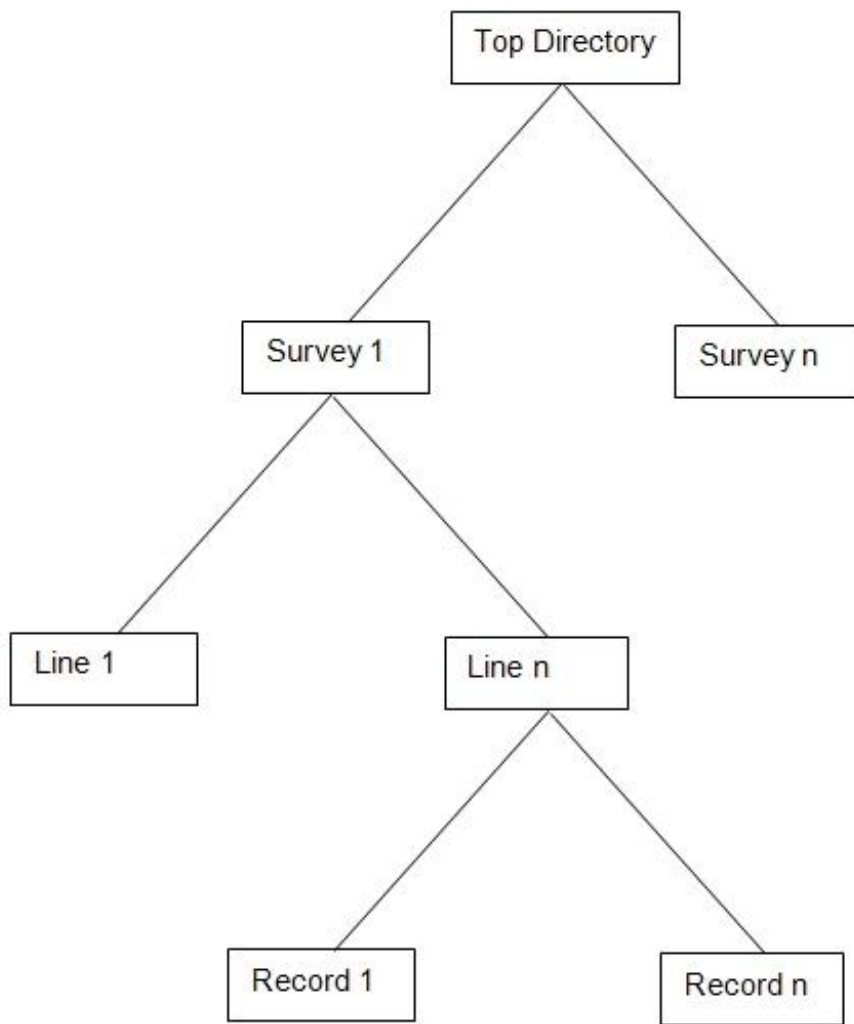 Top Directory
Survey 1
Survey n
Line 1
Line n
Record 1
Record n